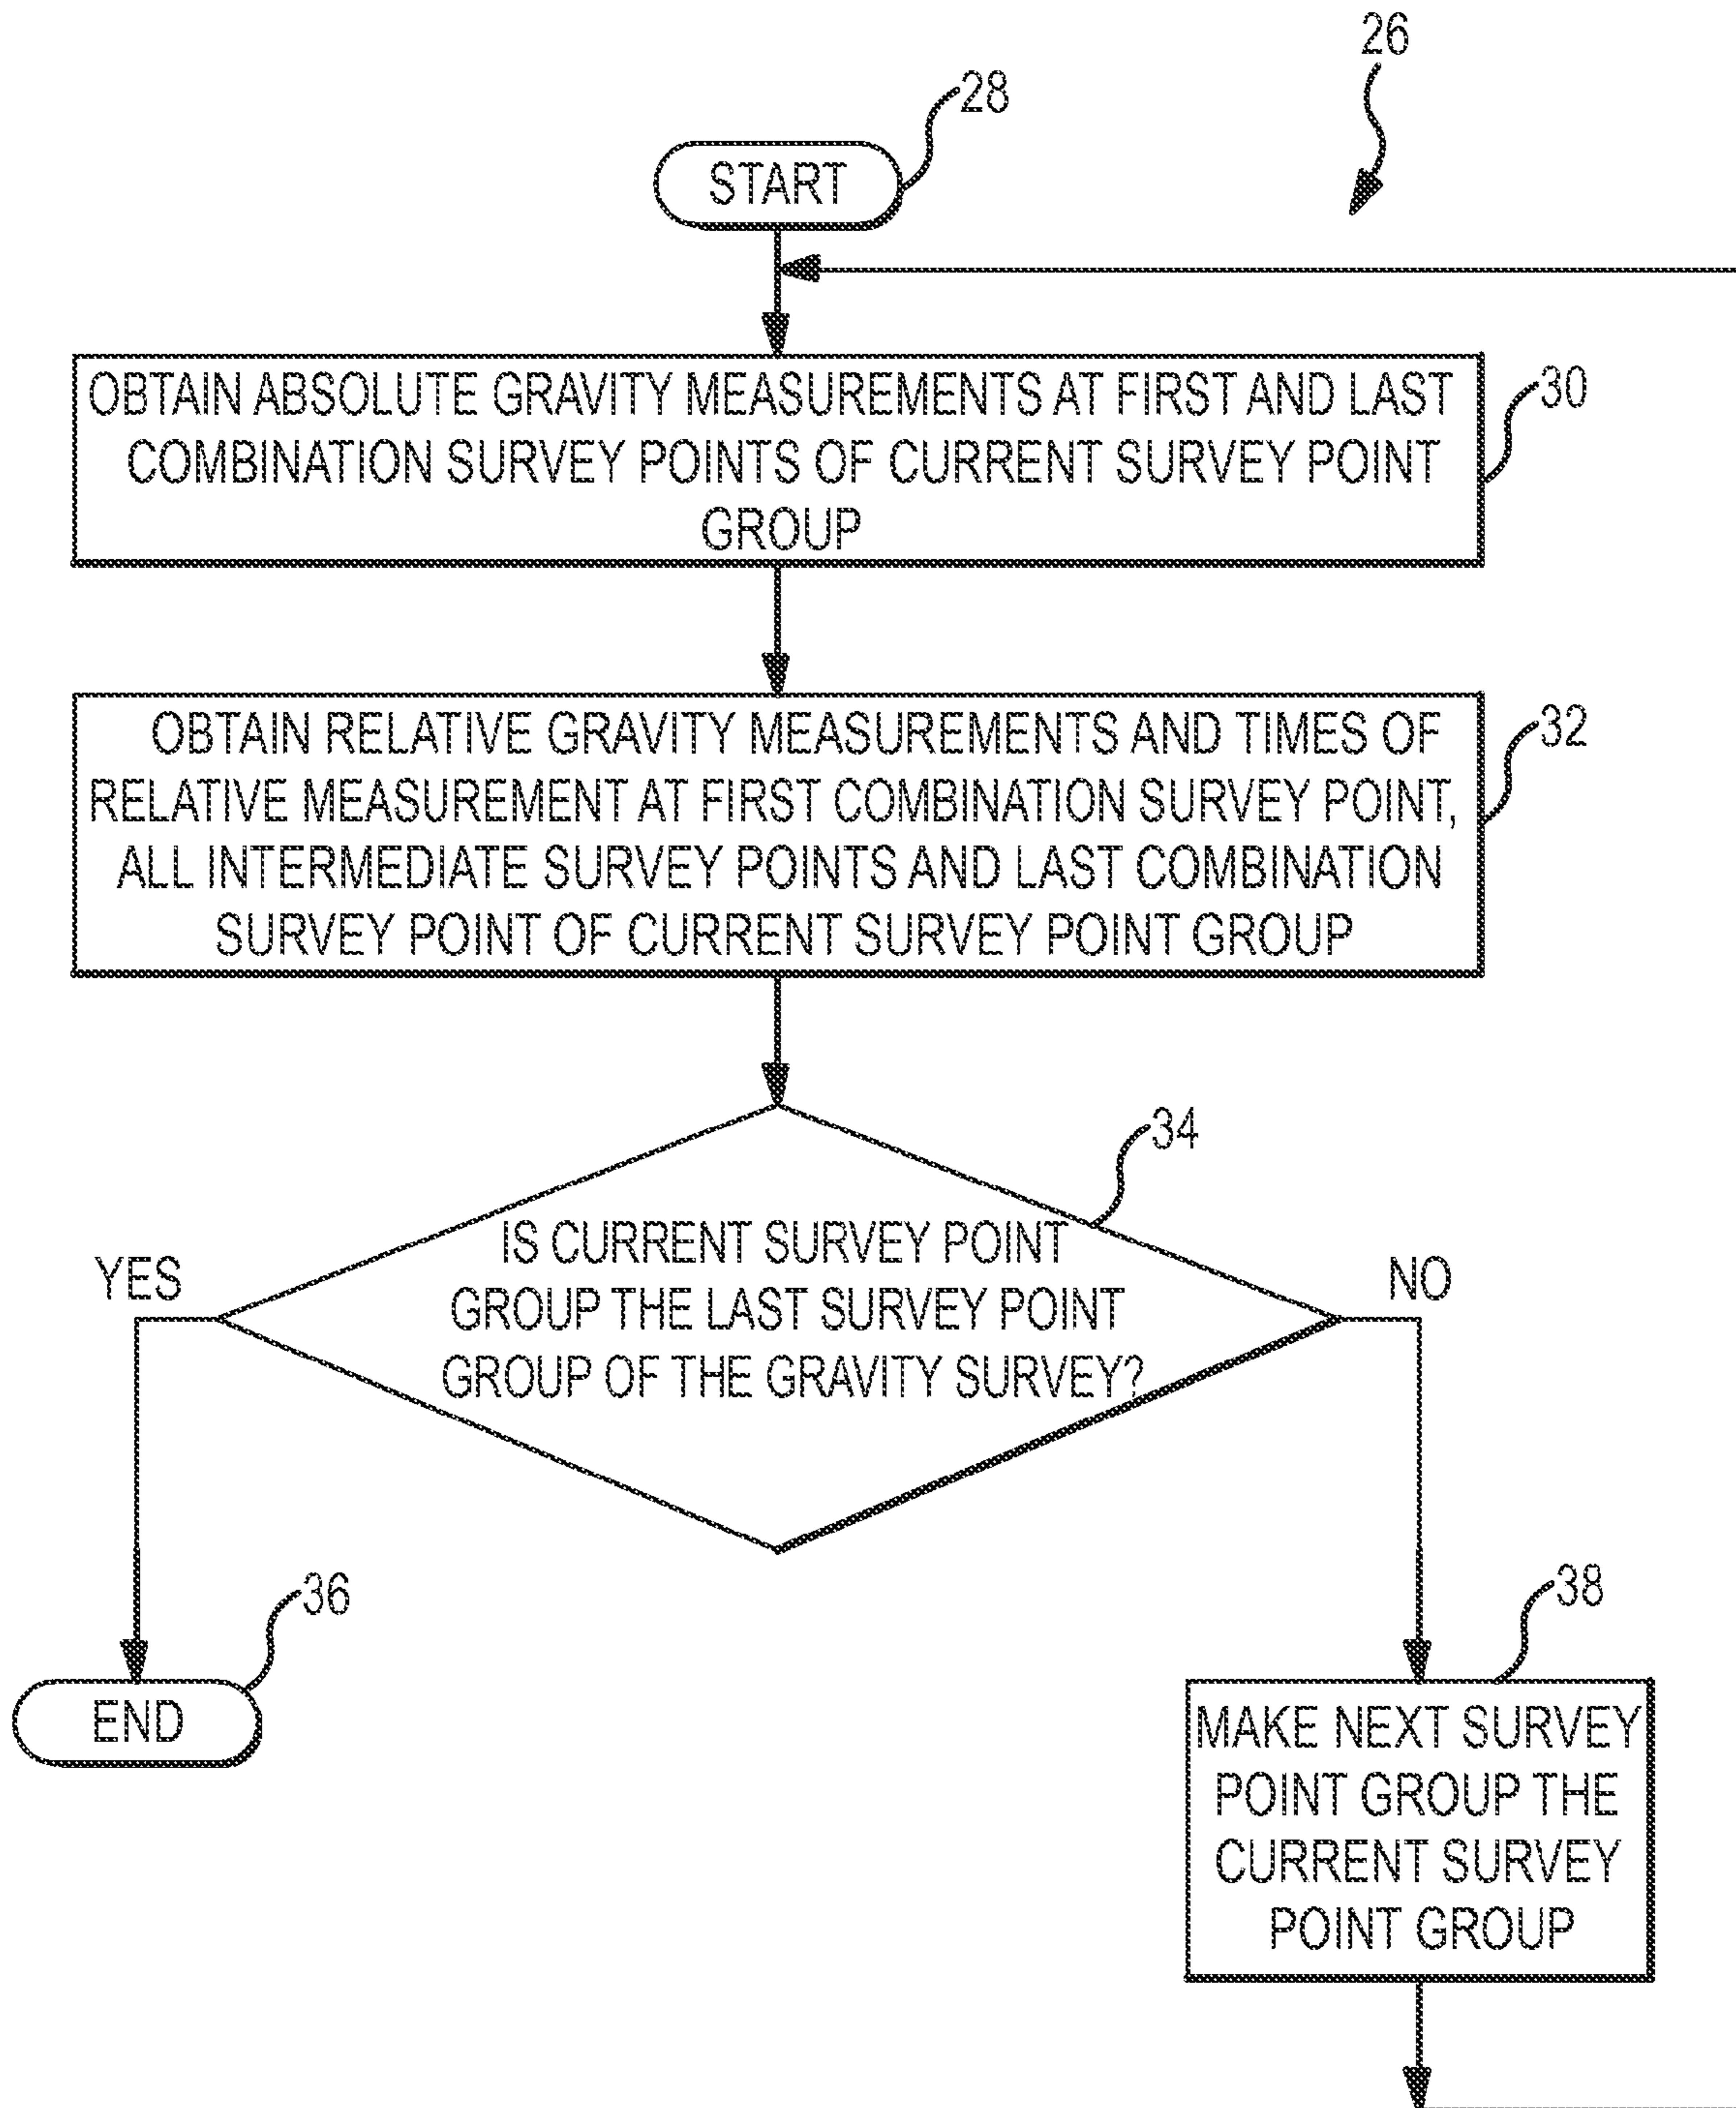 26
28
START
OBTAIN ABSOLUTE GRAVITY MEASUREMENTS AT FIRST AND LAST
COMBINATION SURVEY POINTS OF CURRENT SURVEY POINT
GROUP
30
OBTAIN RELATIVE GRAVITY MEASUREMENTS AND TIMES OF
RELATIVE MEASUREMENT AT FIRST COMBINATION SURVEY POINT,
ALL INTERMEDIATE SURVEY POINTS AND LAST COMBINATION
SURVEY POINT OF CURRENT SURVEY POINT GROUP
32
34
IS CURRENT SURVEY POINT
GROUP THE LAST SURVEY POINT
GROUP OF THE GRAVITY SURVEY?
YES
NO
36
END
38
MAKE NEXT SURVEY
POINT GROUP THE
CURRENT SURVEY
POINT GROUP